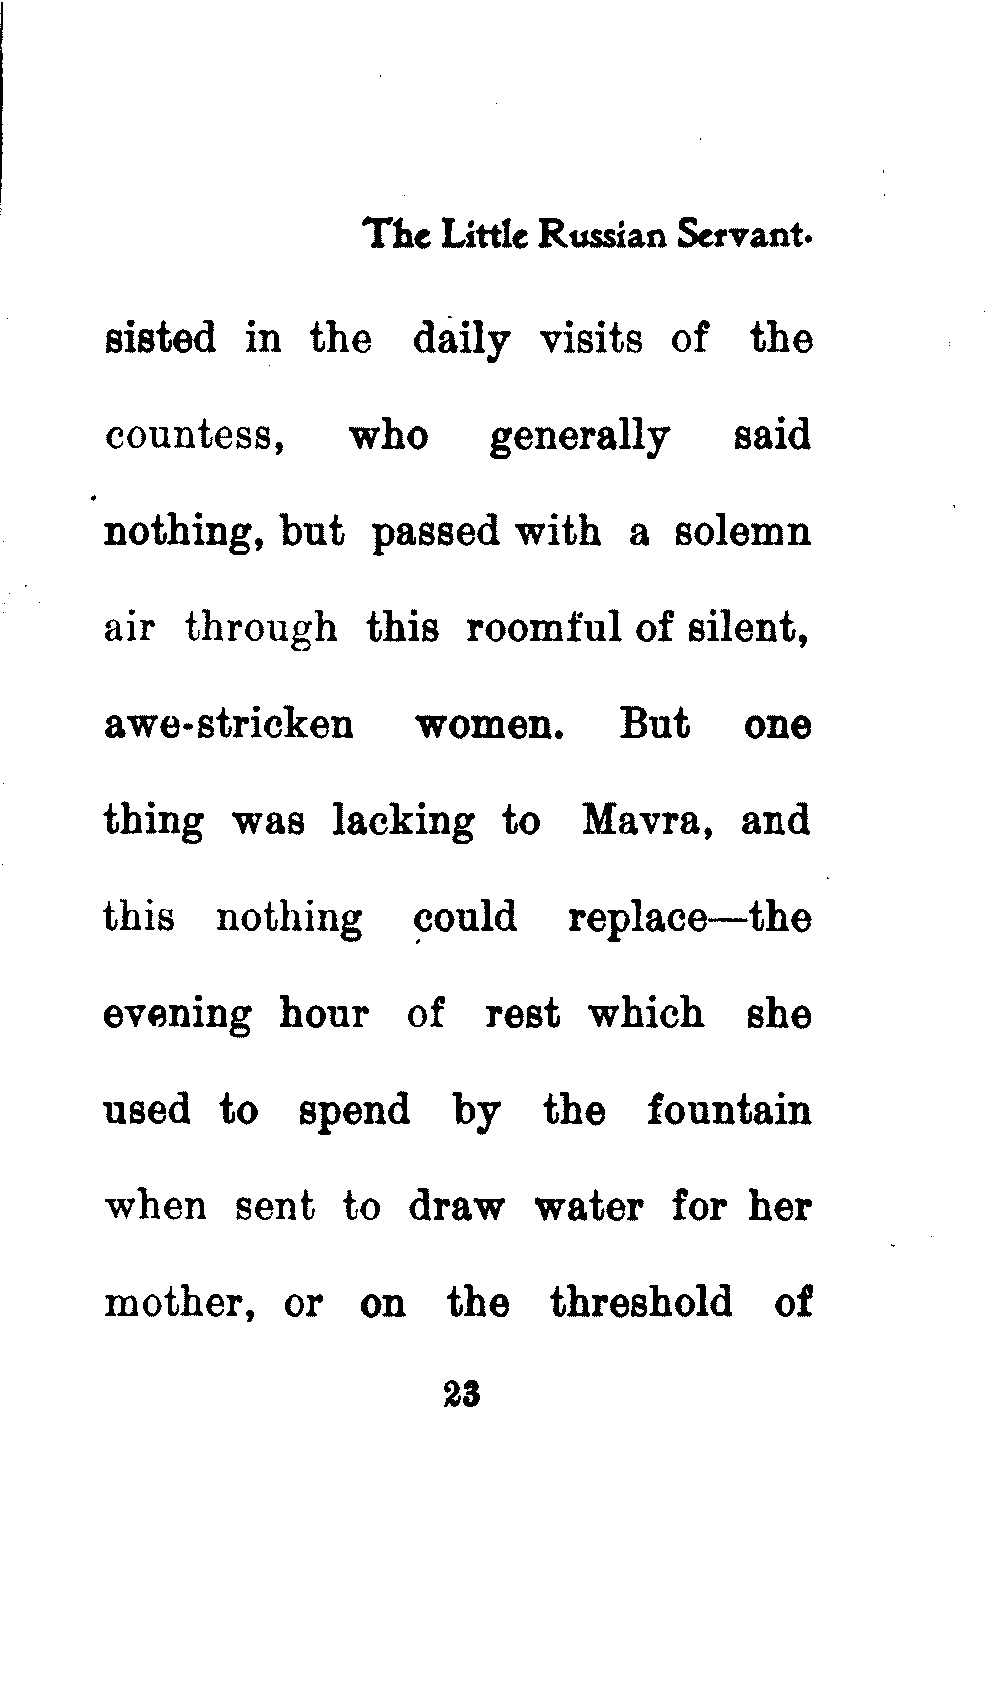 The Little Russian Servant.
sisted in the daily visits of the
countess, who generally said
nothing, but passed with a solemn
air through this roomful of silent,
awe-stricken women. But one
thing was lacking to Mavra, and
this nothing could replace—the
evening hour of rest which she
used to spend by the fountain
when sent to draw water for her
mother, or on the threshold of
23